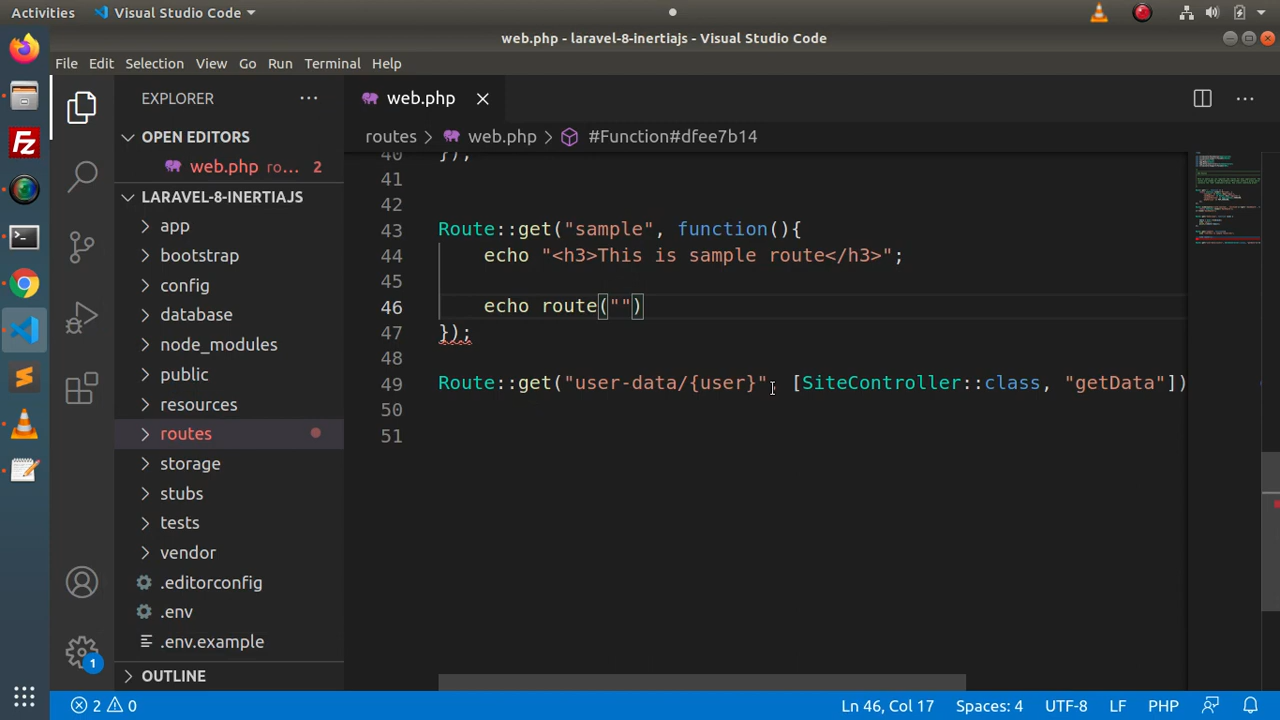 Activities Visual Studio Code
web.php - laravel-8-inertiajs - Visual Studio Code
File Edit Selection View Go Run Terminal Help
EXPLORER
OPEN EDITORS
web.php ro... 2
LARAVEL-8-INERTIAJS
app
bootstrap
config
database
node_modules
public
resources
routes
storage
stubs
tests
vendor
.editorconfig
.env
.env.example
OUTLINE
1
web.php
routes > web.php > #Function#dfee7b14
40 });
41
42
43 Route::get("sample", function(){
44 echo "<h3>This is sample route</h3>";
45
46 echo route("")
47 });
48
49 Route::get("user-data/{user}", [SiteController::class, "getData"])
50
51
2 0 Ln 46, Col 17 Spaces: 4 UTF-8 LF PHP